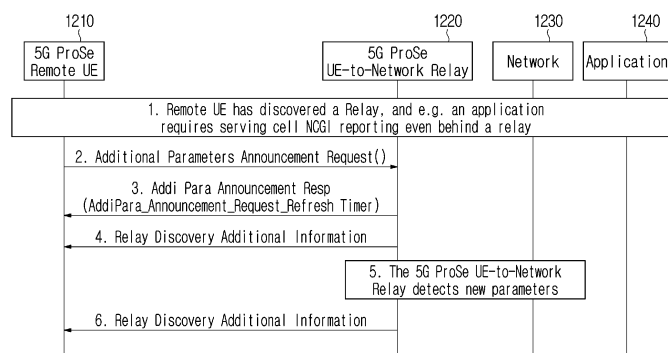 1210
1220
1230
1240
5G ProSe
Remote UE
5G ProSe
UE-to-Network Relay
Network
Application
1. Remote UE has discovered a Relay, and e.g. an application
requires serving cell NCGI reporting even behind a relay
2. Additional Parameters Announcement Request()
3. Addi Para Announcement Resp
(AddiPara_Announcement_Request_Refresh Timer)
4. Relay Discovery Additional Information
5. The 5G ProSe UE-to-Network
Relay detects new parameters
6. Relay Discovery Additional Information